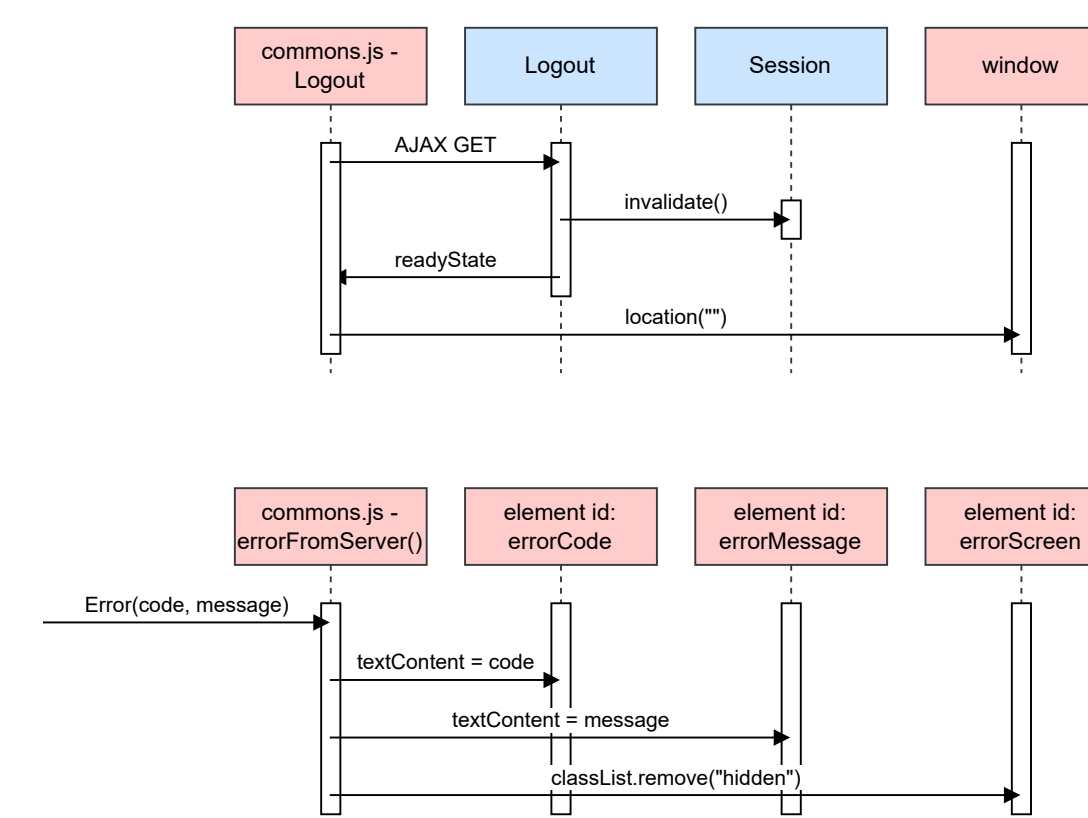 commons.js -
Logout
Logout
Session
window
AJAX GET
invalidate()
readyState
location("")
commons.js -
errorFromServer()
element id:
errorCode
element id:
errorMessage
element id:
errorScreen
Error(code, message)
textContent = code
textContent = message
classList.remove("hidden")